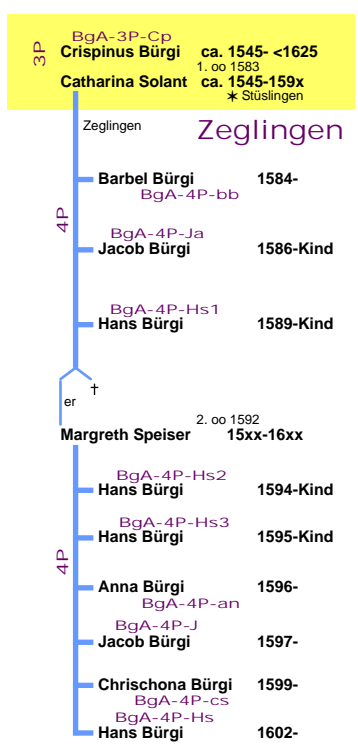 3P
BgA-3P-Cp
Crispinus Bürgi ca. 1545- <1625
1. oo 1583
Catharina Solant ca. 1545-159x
✶ Stüslingen
Zeglingen Zeglingen
4P
Barbel Bürgi 1584-
BgA-4P-bb
BgA-4P-Ja
Jacob Bürgi 1586-Kind
BgA-4P-Hs1
Hans Bürgi 1589-Kind
†
er
2. oo 1592
Margreth Speiser 15xx-16xx
4P
BgA-4P-Hs2
Hans Bürgi 1594-Kind
BgA-4P-Hs3
Hans Bürgi 1595-Kind
Anna Bürgi 1596-
BgA-4P-an
BgA-4P-J
Jacob Bürgi 1597-
Chrischona Bürgi 1599-
BgA-4P-cs
BgA-4P-Hs
Hans Bürgi 1602-